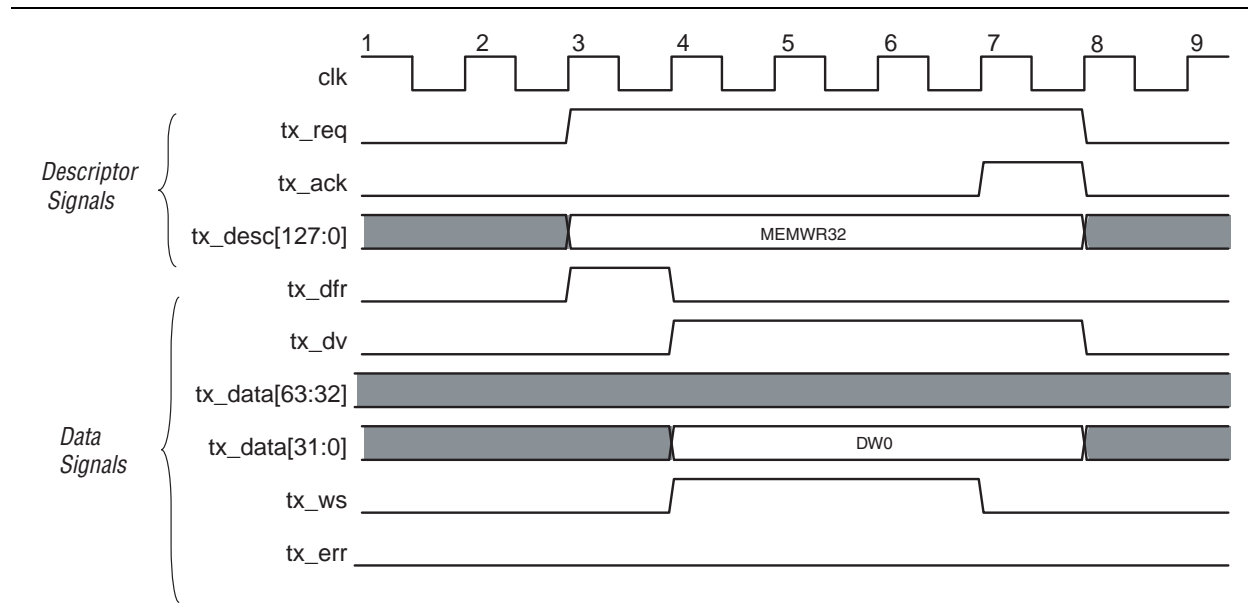 1 2 3 4 5 6 7 8 9
clk
tx_req
Descriptor
Signals
tx_ack
tx_desc[127:0] MEMWR32
tx_dfr
tx_dv
tx_data[63:32]
Data
Signals
tx_data[31:0] DW0
tx_ws
tx_err